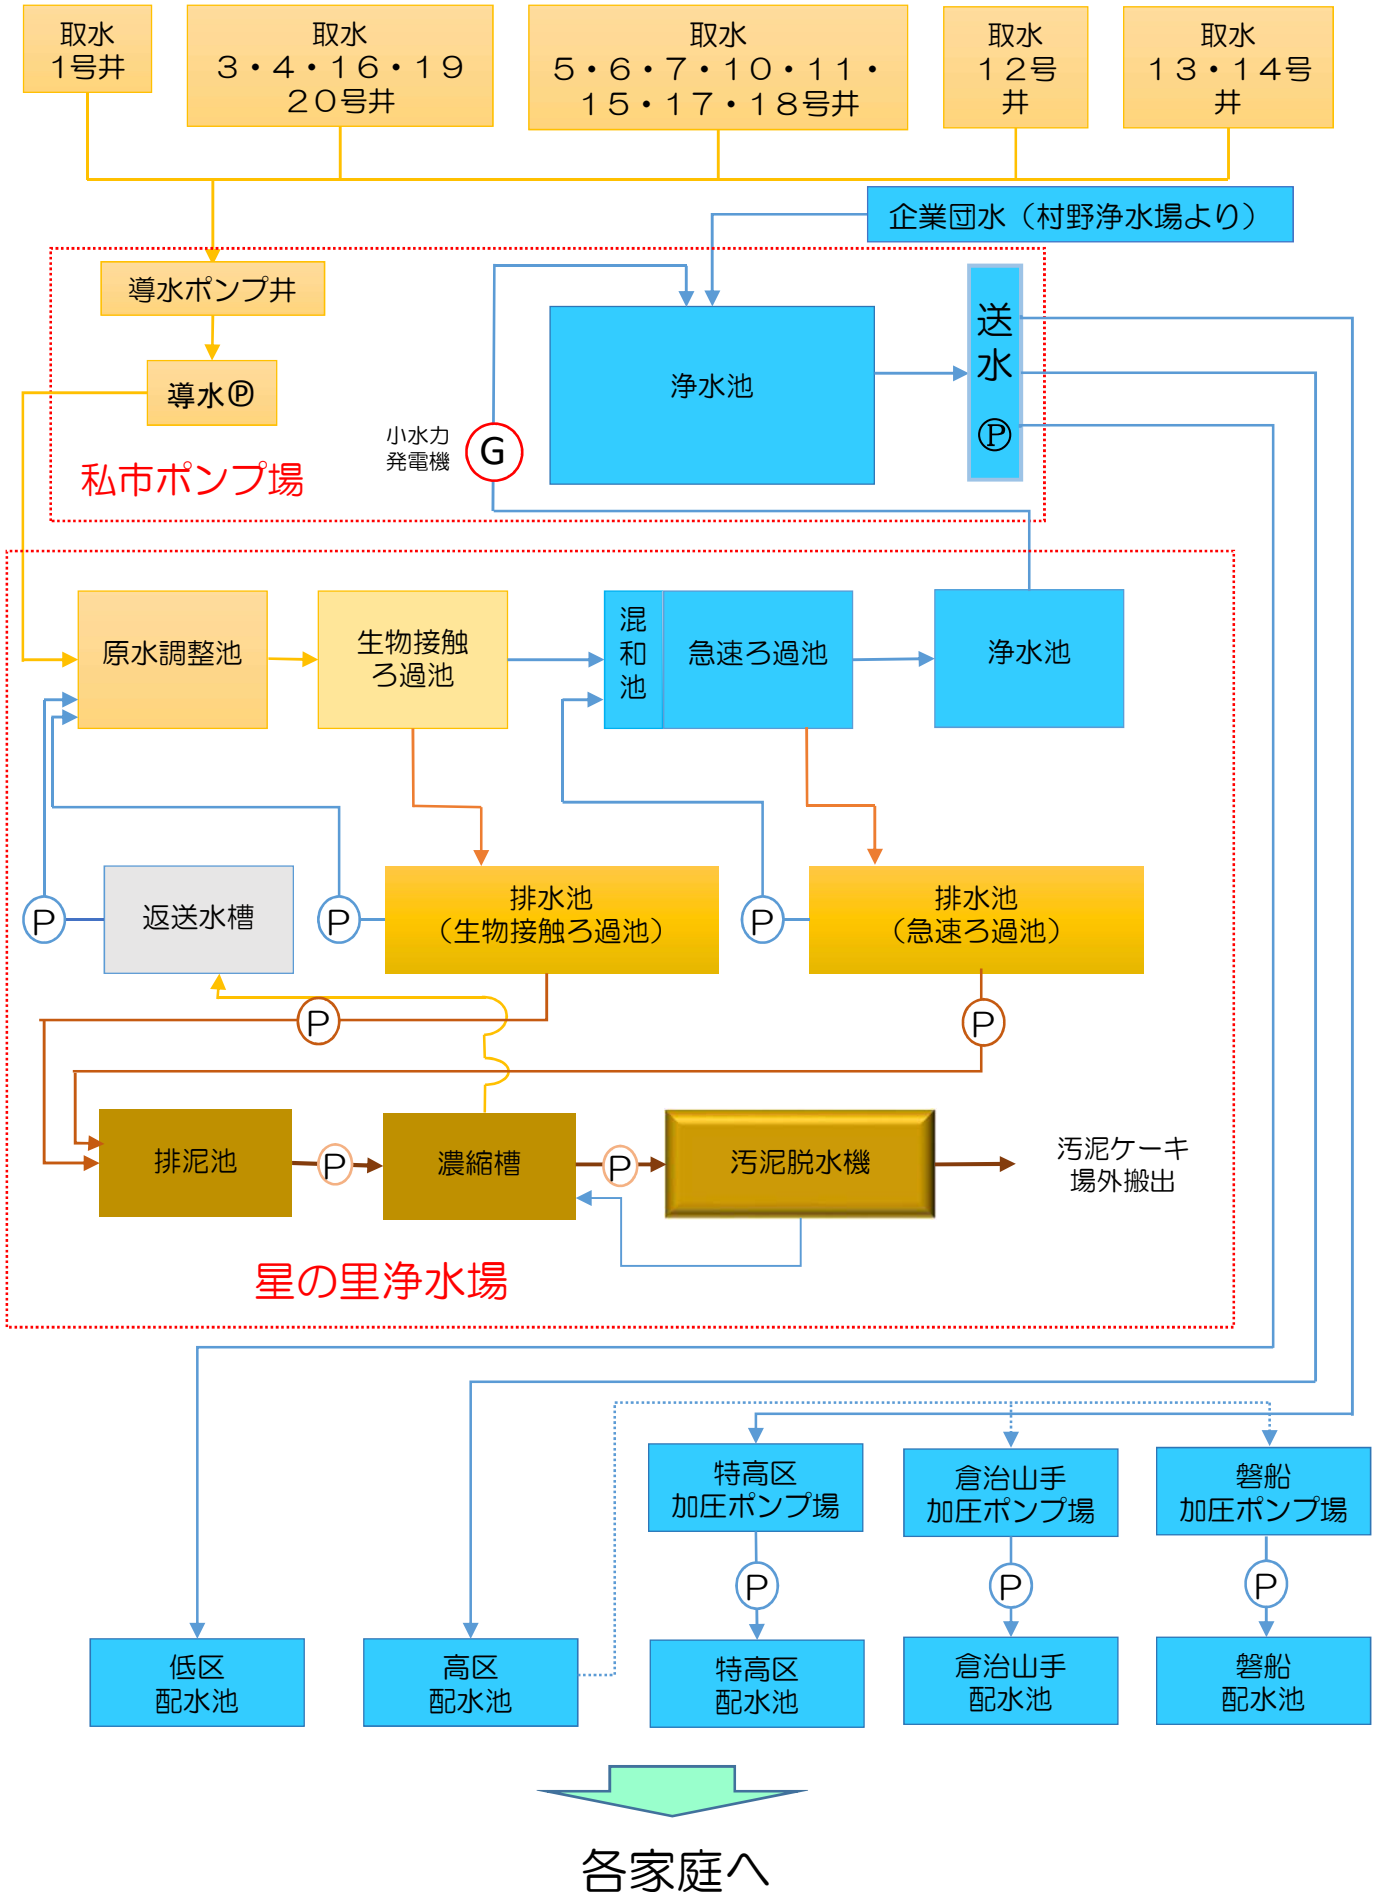 取水
１号井
取水
３・４・１６・１９
２０号井
取水
５・６・７・１０・１１・
１５・１７・１８号井
取水
１２号
井
取水
１３・１４号
井
企業団水（村野浄水場より）
導水ポンプ井
導水Ⓟ
私市ポンプ場
小水力
発電機
G
浄水池
送水 Ⓟ
原水調整池
生物接触
ろ過池
混和池
急速ろ過池
浄水池
P
返送水槽
P
排水池
（生物接触ろ過池）
P
排水池
（急速ろ過池）
P
P
排泥池
P
濃縮槽
P
汚泥脱水機
汚泥ケーキ
場外搬出
星の里浄水場
特高区
加圧ポンプ場
倉治山手
加圧ポンプ場
磐船
加圧ポンプ場
P
P
P
低区
配水池
高区
配水池
特高区
配水池
倉治山手
配水池
磐船
配水池
各家庭へ